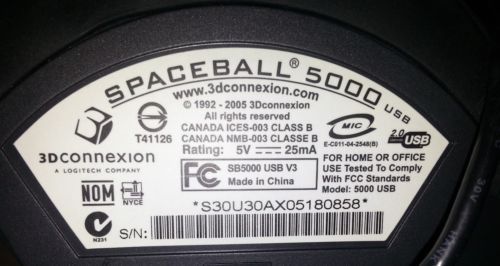 SPACEBALL® 5000 USB
www.3dconnexion.com
© 1992 - 2005 3Dconnexion
All rights reserved
CANADA ICES-003 CLASS B
CANADA NMB-003 CLASSE B
Rating: 5V 25mA
T41126
3DCONNEXION
A LOGITECH COMPANY
MIC
E-C011-04-2548(B)
2.0
USB
FC SB5000 USB V3
Made in China
FOR HOME OR OFFICE
USE Tested To Comply
With FCC Standards
Model: 5000 USB
NOM NYCE
N231
*S30U30AX05180858*
S/N: